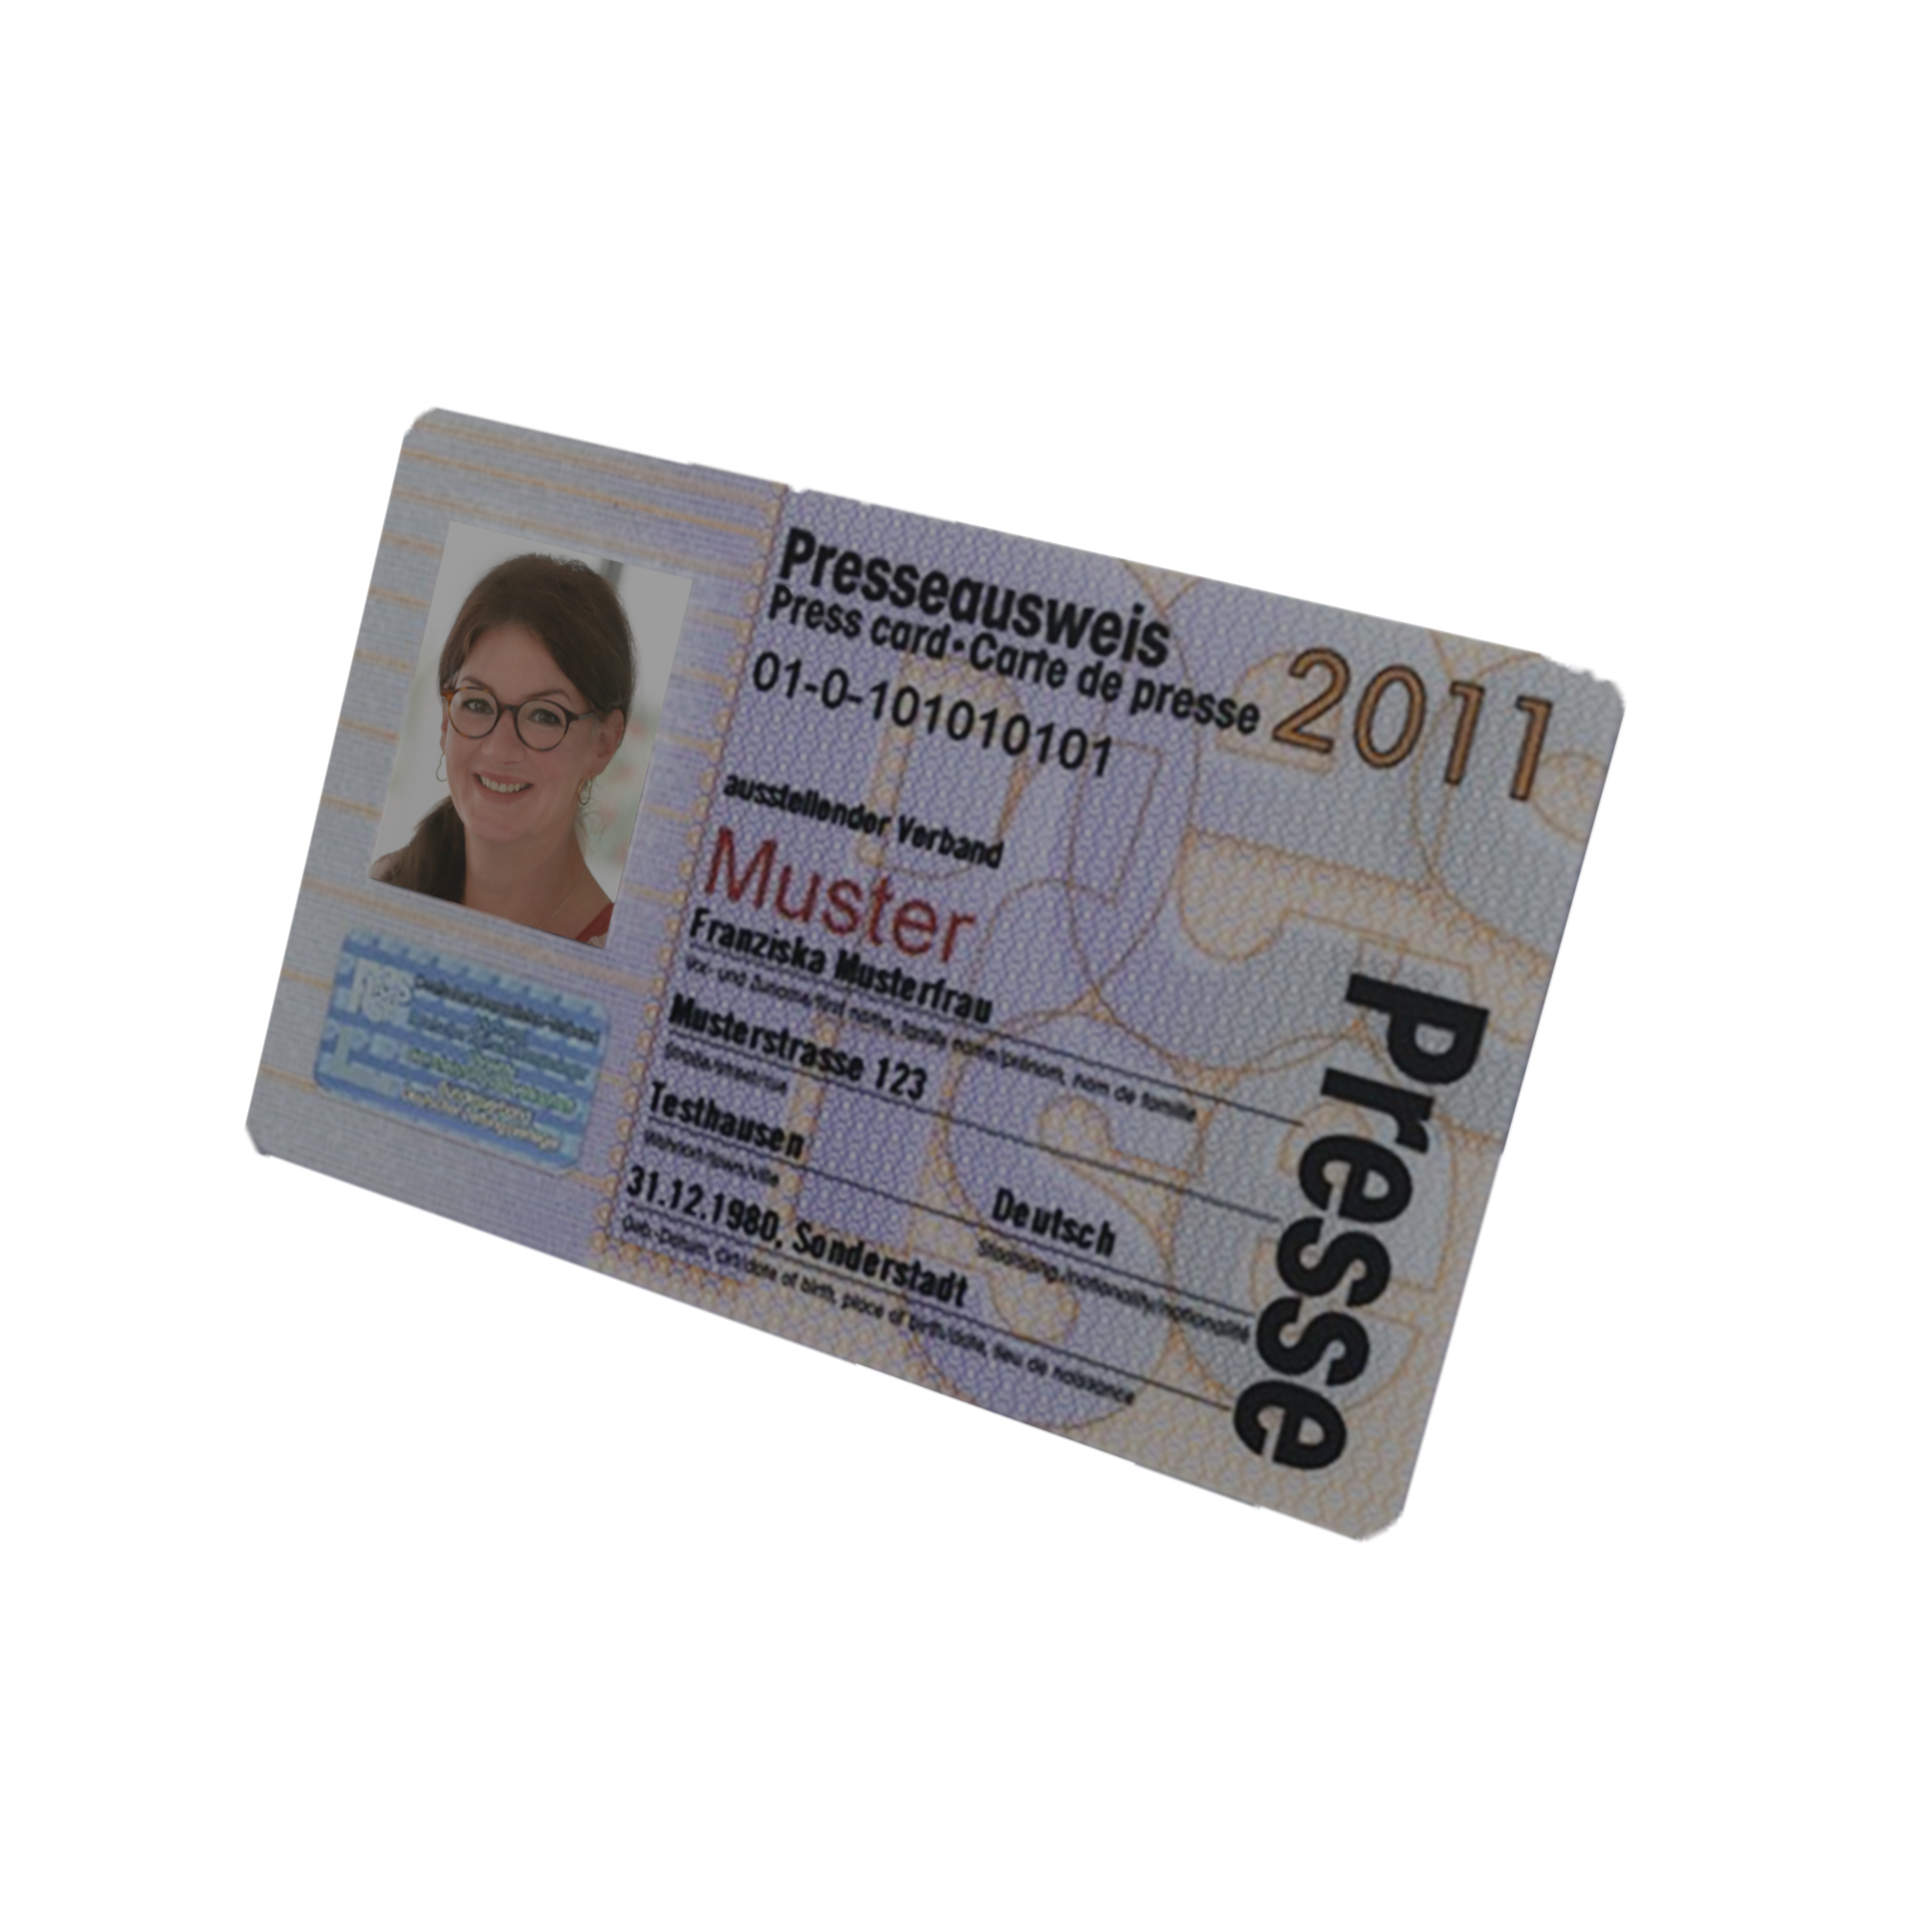 Presseausweis
Press card•Carte de presse
2011
01-0-101010101
ausstellender Verband
Muster
Franziska Musterfrau
Vor- und Zuname/first name, family name/prénom, nom de famille
Musterstrasse 123
Straße/street/rue
Testhausen
Wohnort/town/ville
Deutsch
Staatsang./nationality/nationalité
31.12.1980, Sonderstadt
Geb.-Datum, Ort/date of birth, place of birth/date, lieu de naissance
Presse